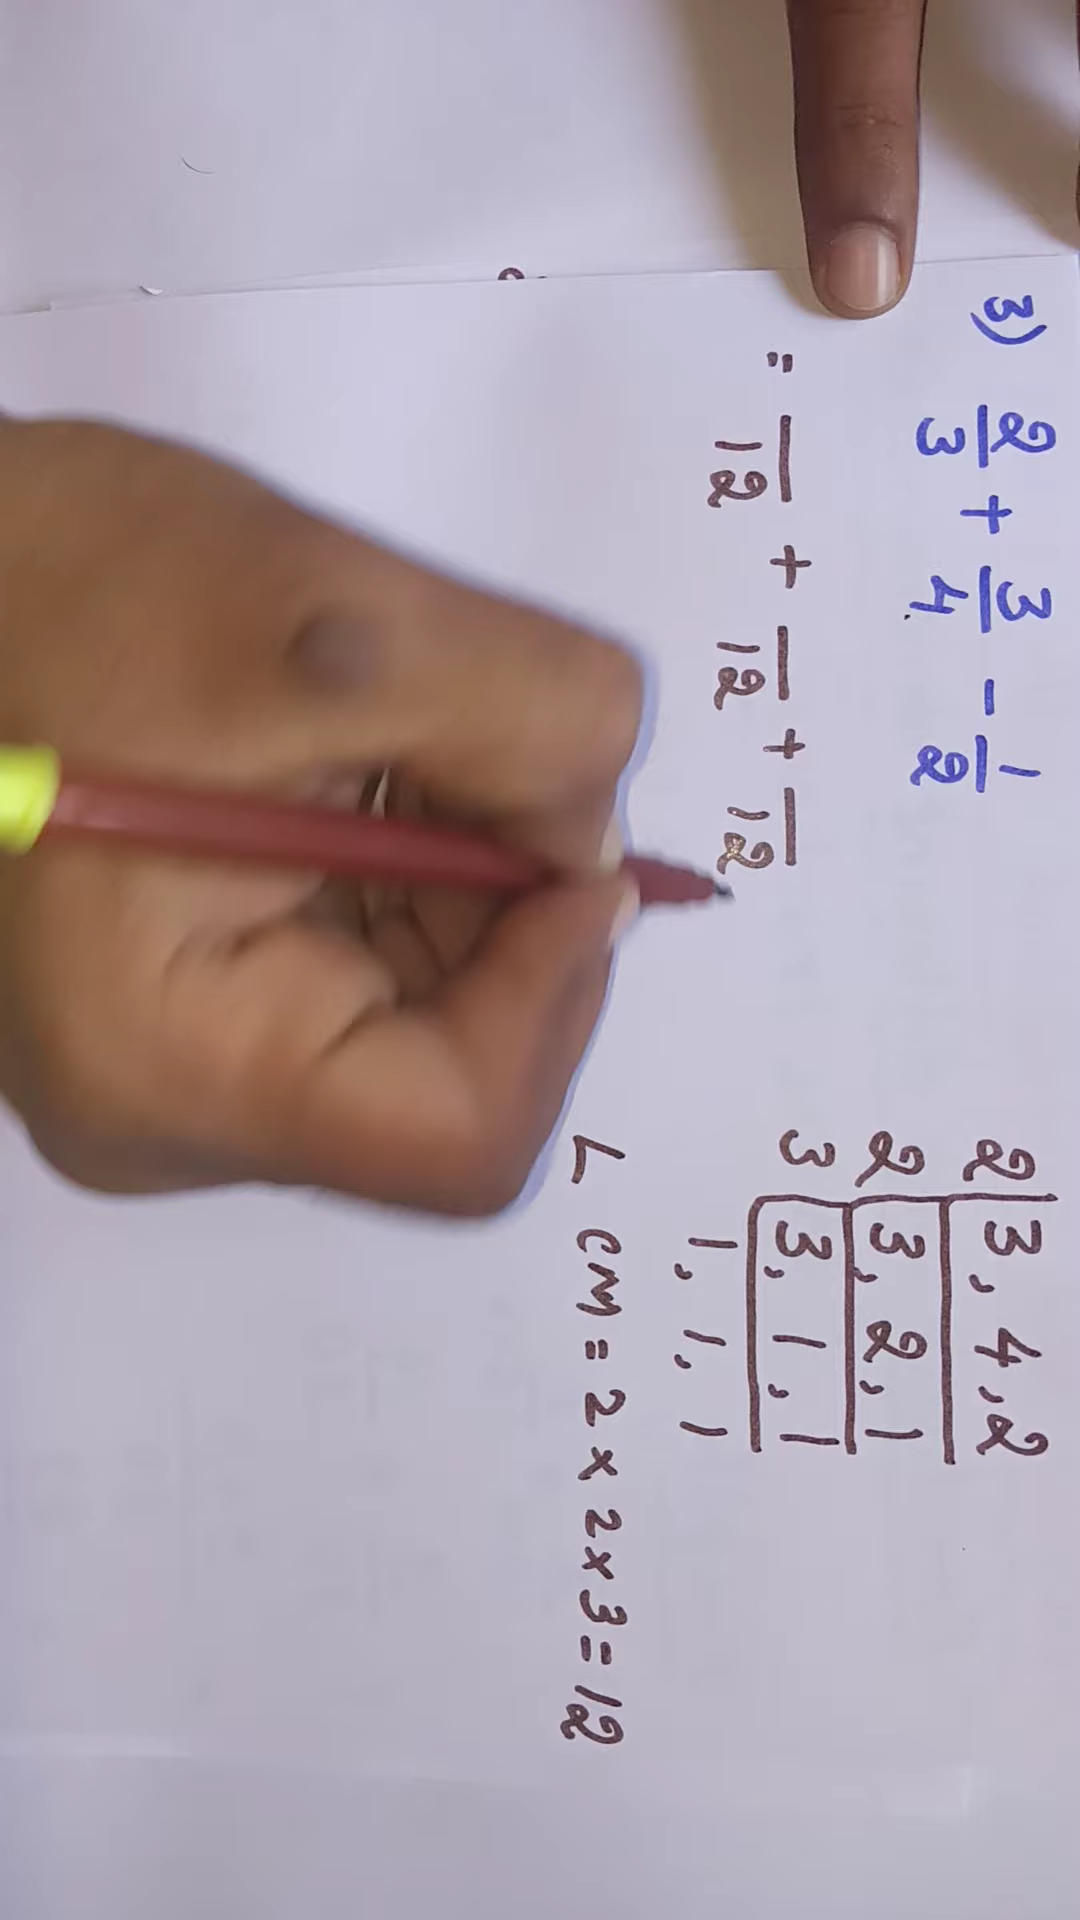 3) 2/3 + 3/4 - 1/2
= /12 + /12 + /12
2 | 3, 4, 2
2 | 3, 2, 1
3 | 3, 1, 1
1, 1, 1
LCM = 2 x 2 x 3 = 12